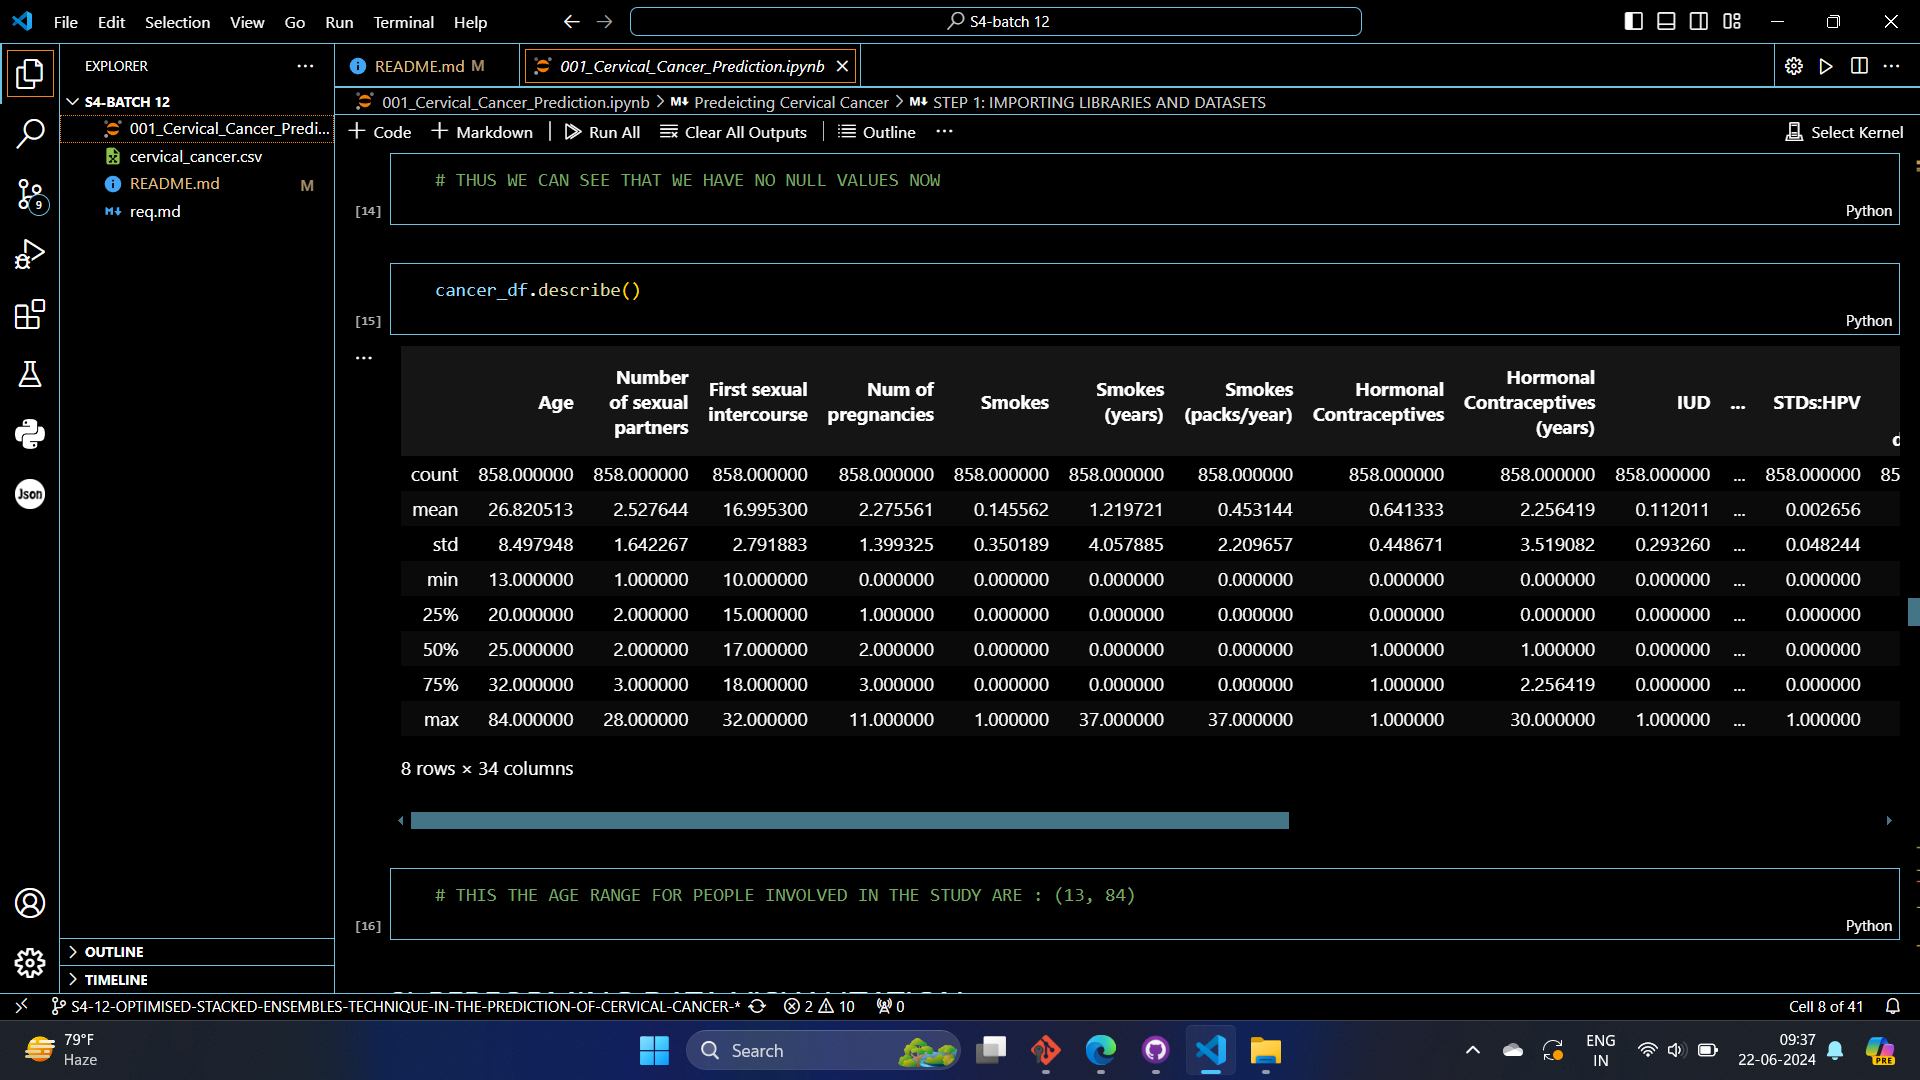 File Edit Selection View Go Run Terminal Help
S4-batch 12
EXPLORER
S4-BATCH 12
001_Cervical_Cancer_Predi...
cervical_cancer.csv
README.md M
req.md
9
Json
OUTLINE
TIMELINE
README.md M
001_Cervical_Cancer_Prediction.ipynb
001_Cervical_Cancer_Prediction.ipynb > Predeicting Cervical Cancer > STEP 1: IMPORTING LIBRARIES AND DATASETS
+ Code + Markdown | Run All Clear All Outputs | Outline ...
Select Kernel
# THUS WE CAN SEE THAT WE HAVE NO NULL VALUES NOW
[14] Python
cancer_df.describe()
[15] Python
...
Age Number of sexual partners First sexual intercourse Num of pregnancies Smokes Smokes (years) Smokes (packs/year) Hormonal Contraceptives Hormonal Contraceptives (years) IUD ... STDs:HPV
count 858.000000 858.000000 858.000000 858.000000 858.000000 858.000000 858.000000 858.000000 858.000000 858.000000 ... 858.000000 85
mean 26.820513 2.527644 16.995300 2.275561 0.145562 1.219721 0.453144 0.641333 2.256419 0.112011 ... 0.002656
std 8.497948 1.642267 2.791883 1.399325 0.350189 4.057885 2.209657 0.448671 3.519082 0.293260 ... 0.048244
min 13.000000 1.000000 10.000000 0.000000 0.000000 0.000000 0.000000 0.000000 0.000000 0.000000 ... 0.000000
25% 20.000000 2.000000 15.000000 1.000000 0.000000 0.000000 0.000000 0.000000 0.000000 0.000000 ... 0.000000
50% 25.000000 2.000000 17.000000 2.000000 0.000000 0.000000 0.000000 1.000000 1.000000 0.000000 ... 0.000000
75% 32.000000 3.000000 18.000000 3.000000 0.000000 0.000000 0.000000 1.000000 2.256419 0.000000 ... 0.000000
max 84.000000 28.000000 32.000000 11.000000 1.000000 37.000000 37.000000 1.000000 30.000000 1.000000 ... 1.000000
8 rows × 34 columns
# THIS THE AGE RANGE FOR PEOPLE INVOLVED IN THE STUDY ARE : (13, 84)
[16] Python
S4-12-OPTIMISED-STACKED-ENSEMBLES-TECHNIQUE-IN-THE-PREDICTION-OF-CERVICAL-CANCER-* 2 10 0
Cell 8 of 41
79°F
Haze
Search
ENG
IN
09:37
22-06-2024
PRE